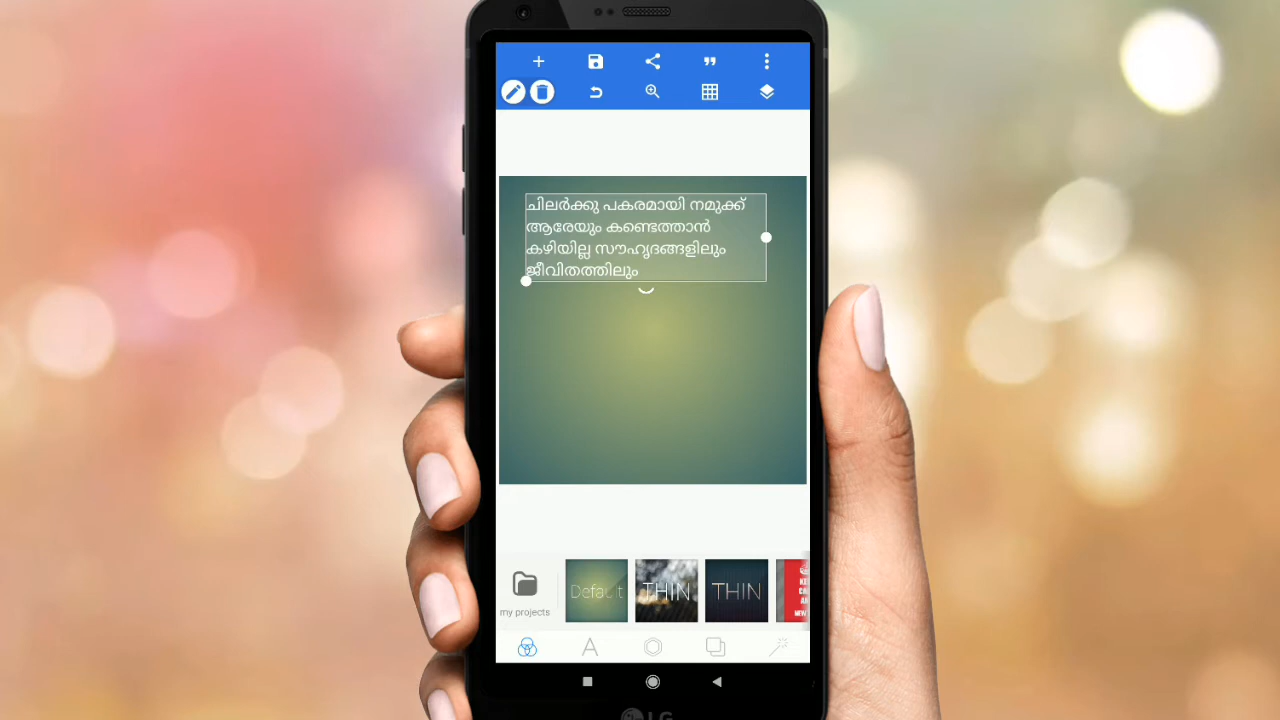 ചിലർക്കു പകരമായി നമുക്ക്
ആരേയും കണ്ടെത്താൻ
കഴിയില്ല സൗഹൃദങ്ങളിലും
ജീവിതത്തിലും
my projects
Default
THIN
THIN
A
LG